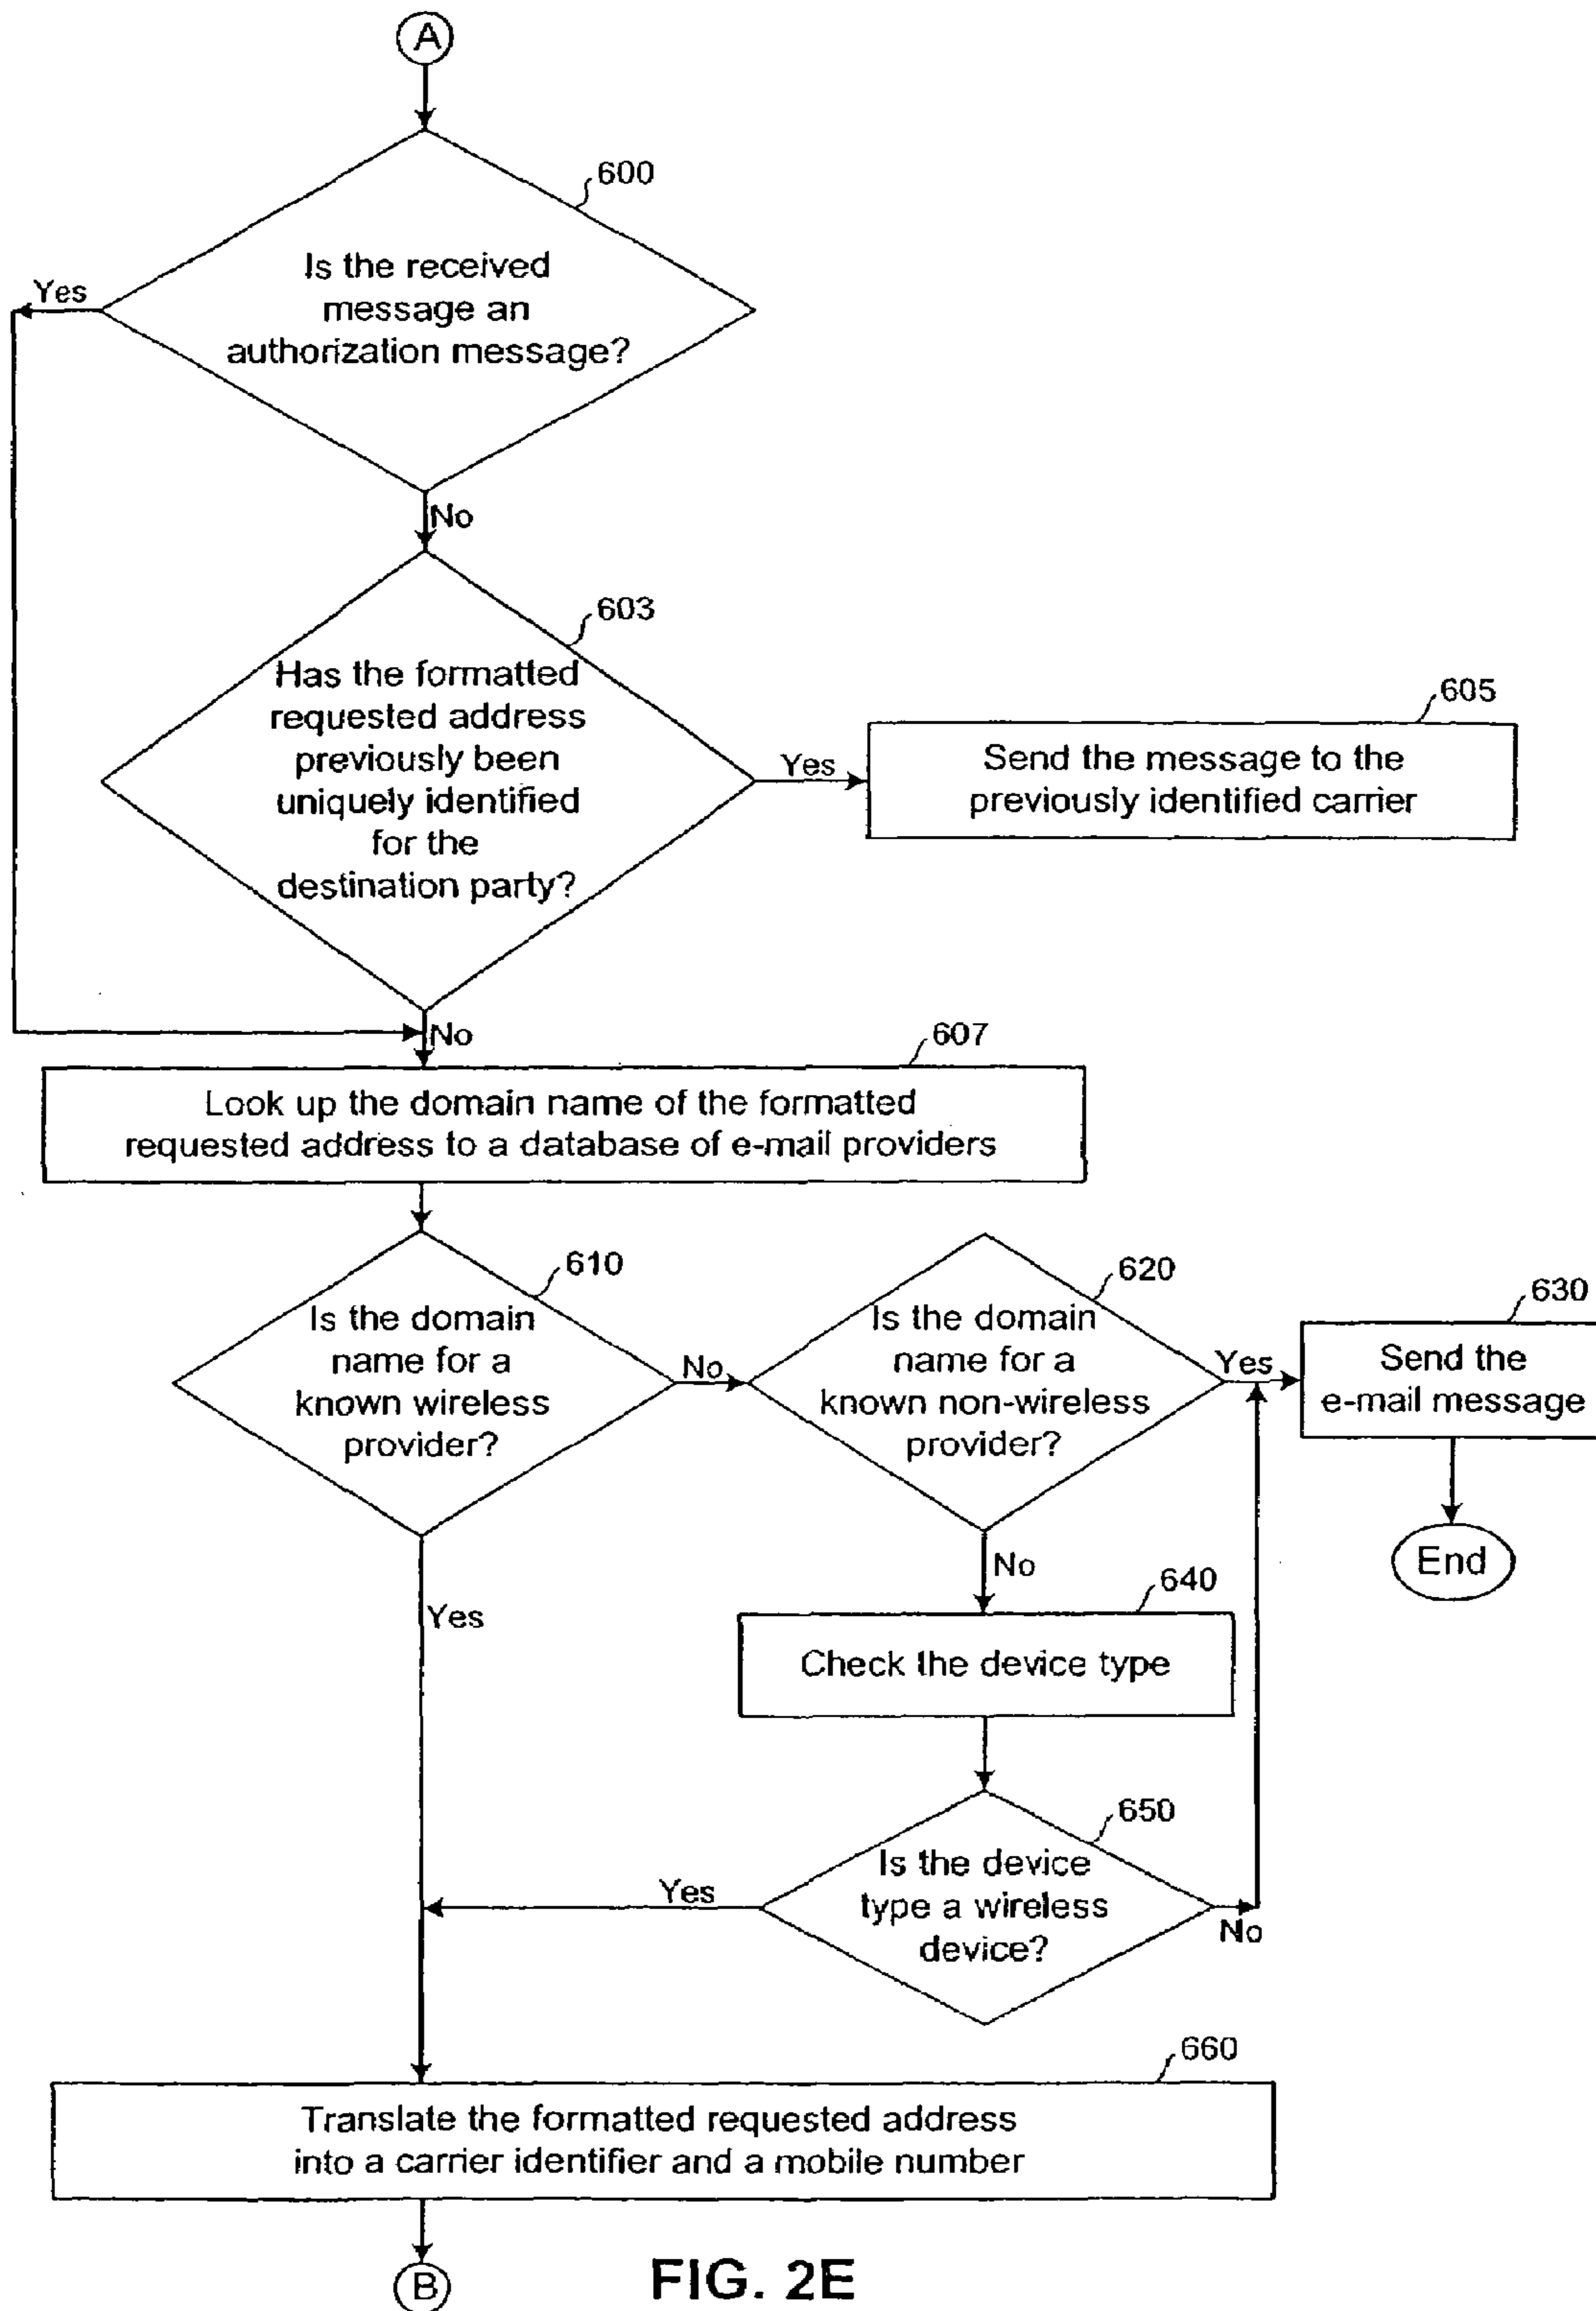 A
600
Is the received
message an
authorization message?
Yes
No
603
Has the formatted
requested address
previously been
uniquely identified
for the
destination party?
Yes
605
Send the message to the
previously identified carrier
No
607
Look up the domain name of the formatted
requested address to a database of e-mail providers
610
Is the domain
name for a
known wireless
provider?
No
620
Is the domain
name for a
known non-wireless
provider?
Yes
630
Send the
e-mail message
End
No
640
Check the device type
Yes
650
Is the device
type a wireless
device?
Yes
No
660
Translate the formatted requested address
into a carrier identifier and a mobile number
B
FIG. 2E